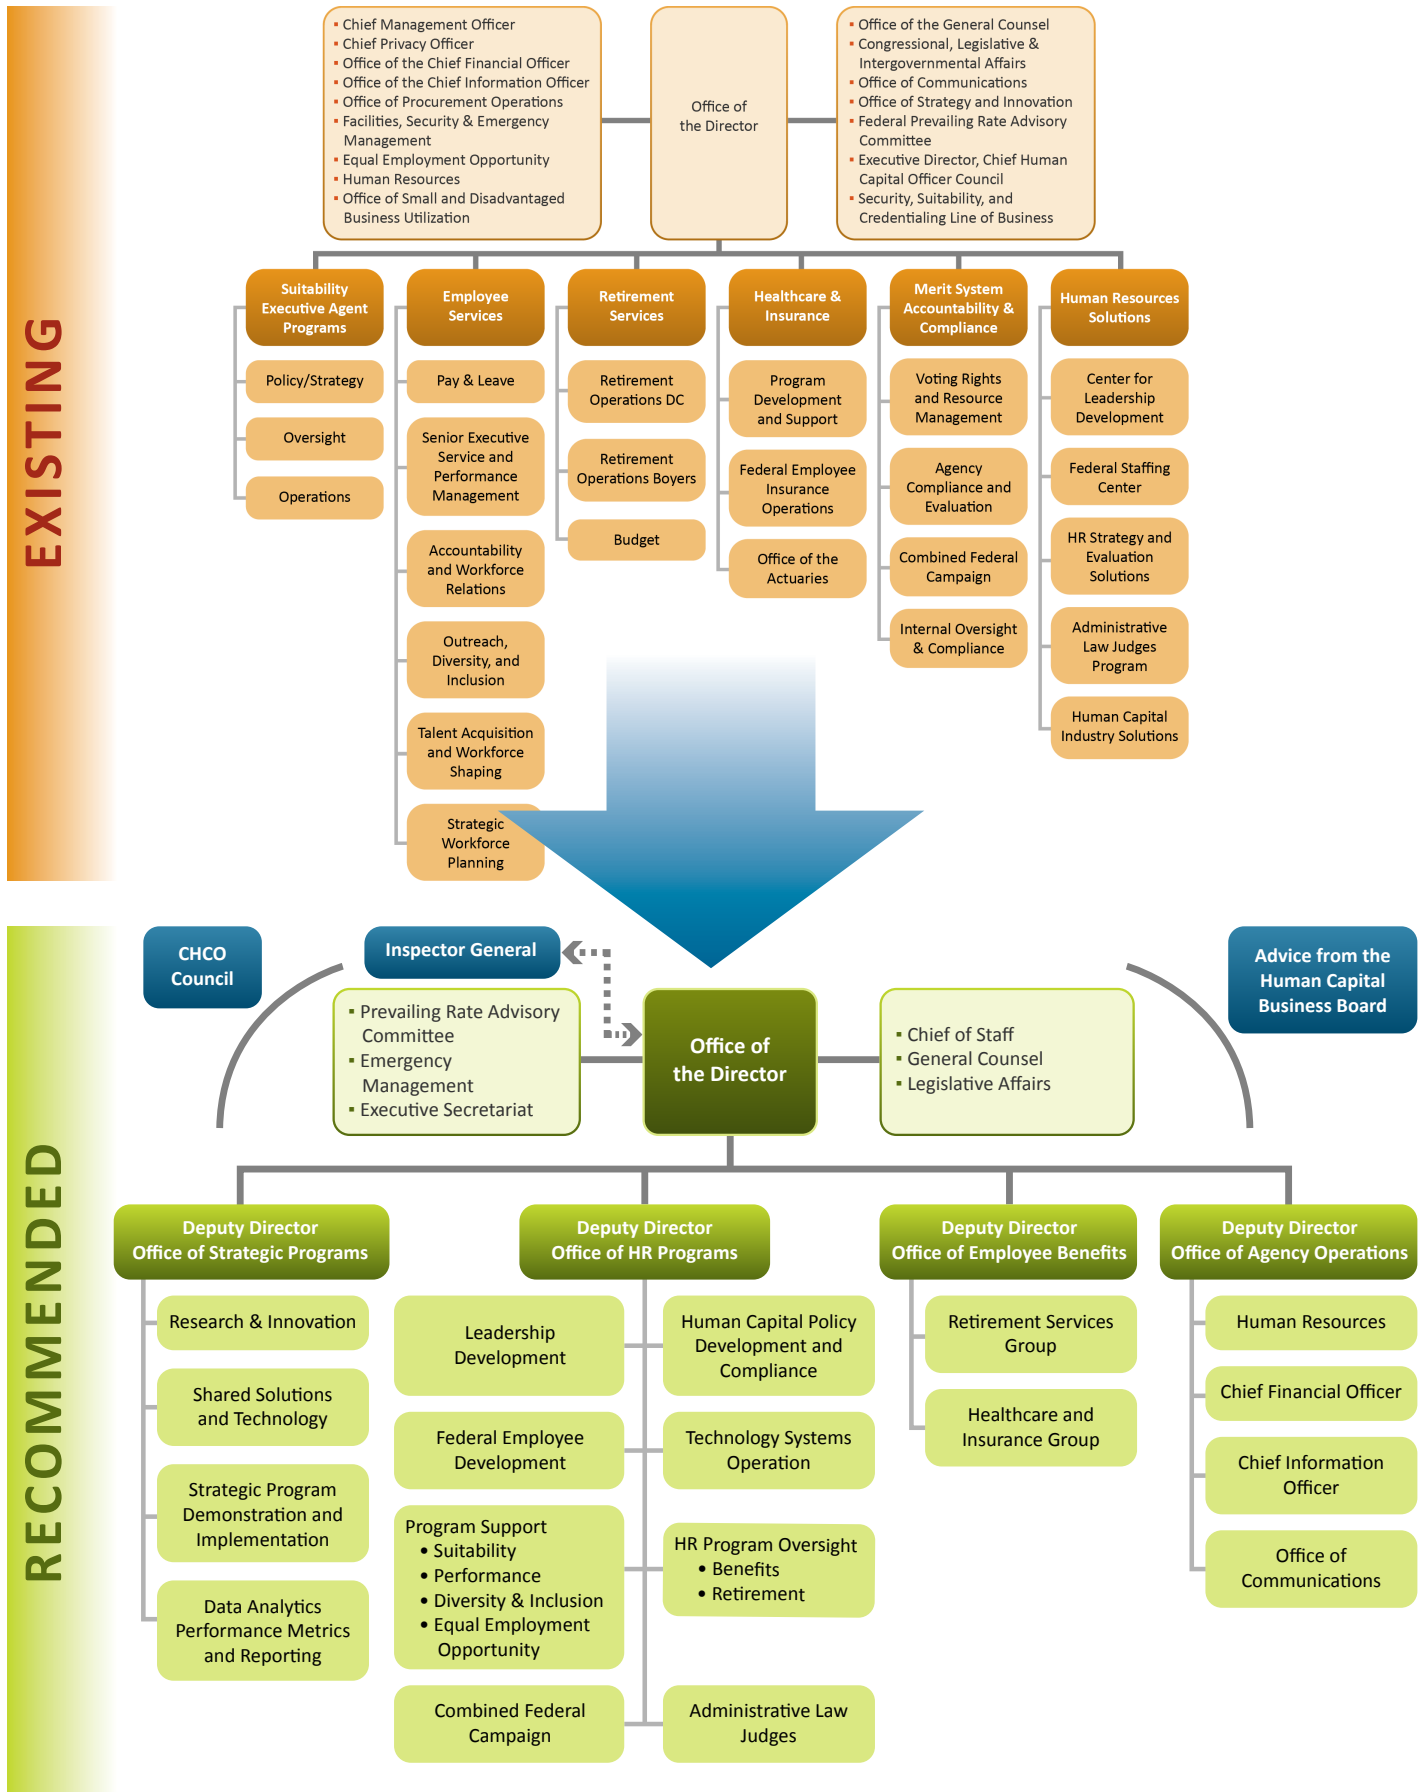 EXISTING
▪ Chief Management Officer
▪ Chief Privacy Officer
▪ Office of the Chief Financial Officer
▪ Office of the Chief Information Officer
▪ Office of Procurement Operations
▪ Facilities, Security & Emergency
Management
▪ Equal Employment Opportunity
▪ Human Resources
▪ Office of Small and Disadvantaged
Business Utilization
Office of
the Director
▪ Office of the General Counsel
▪ Congressional, Legislative &
Intergovernmental Affairs
▪ Office of Communications
▪ Office of Strategy and Innovation
▪ Federal Prevailing Rate Advisory
Committee
▪ Executive Director, Chief Human
Capital Officer Council
▪ Security, Suitability, and
Credentialing Line of Business
Suitability
Executive Agent
Programs
Policy/Strategy
Oversight
Operations
Employee
Services
Pay & Leave
Senior Executive
Service and
Performance
Management
Accountability
and Workforce
Relations
Outreach,
Diversity, and
Inclusion
Talent Acquisition
and Workforce
Shaping
Strategic
Workforce
Planning
Retirement
Services
Retirement
Operations DC
Retirement
Operations Boyers
Budget
Healthcare &
Insurance
Program
Development
and Support
Federal Employee
Insurance
Operations
Office of the
Actuaries
Merit System
Accountability &
Compliance
Voting Rights
and Resource
Management
Agency
Compliance and
Evaluation
Combined Federal
Campaign
Internal Oversight
& Compliance
Human Resources
Solutions
Center for
Leadership
Development
Federal Staffing
Center
HR Strategy and
Evaluation
Solutions
Administrative
Law Judges
Program
Human Capital
Industry Solutions
RECOMMENDED
CHCO
Council
Inspector General
▪ Prevailing Rate Advisory
Committee
▪ Emergency
Management
▪ Executive Secretariat
Office of
the Director
▪ Chief of Staff
▪ General Counsel
▪ Legislative Affairs
Advice from the
Human Capital
Business Board
Deputy Director
Office of Strategic Programs
Research & Innovation
Shared Solutions
and Technology
Strategic Program
Demonstration and
Implementation
Data Analytics
Performance Metrics
and Reporting
Deputy Director
Office of HR Programs
Leadership
Development
Human Capital Policy
Development and
Compliance
Federal Employee
Development
Technology Systems
Operation
Program Support
• Suitability
• Performance
• Diversity & Inclusion
• Equal Employment
Opportunity
HR Program Oversight
• Benefits
• Retirement
Combined Federal
Campaign
Administrative Law
Judges
Deputy Director
Office of Employee Benefits
Retirement Services
Group
Healthcare and
Insurance Group
Deputy Director
Office of Agency Operations
Human Resources
Chief Financial Officer
Chief Information
Officer
Office of
Communications